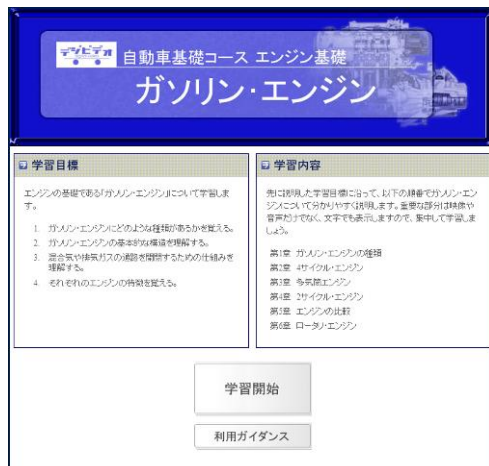 デジビデオ
自動車基礎コース エンジン基礎
ガソリン・エンジン
学習目標
エンジンの基礎である「ガソリン・エンジン」について学習しま
す。
1. ガソリン・エンジンにどのような種類があるかを覚える。
2. ガソリン・エンジンの基本的な構造を理解する。
3. 混合気や排気ガスの通路を開閉するための仕組みを
理解する。
4. それぞれのエンジンの特徴を覚える。
学習内容
先に説明した学習目標に沿って、以下の順番でガソリン・エン
ジンについて分かりやすく説明します。重要な部分は映像や
音声だけでなく、文字でも表示しますので、集中して学習しま
しょう。
第1章 ガソリン・エンジンの種類
第2章 4サイクル・エンジン
第3章 多気筒エンジン
第4章 2サイクル・エンジン
第5章 エンジンの比較
第6章 ロータリ・エンジン
学習開始
利用ガイダンス